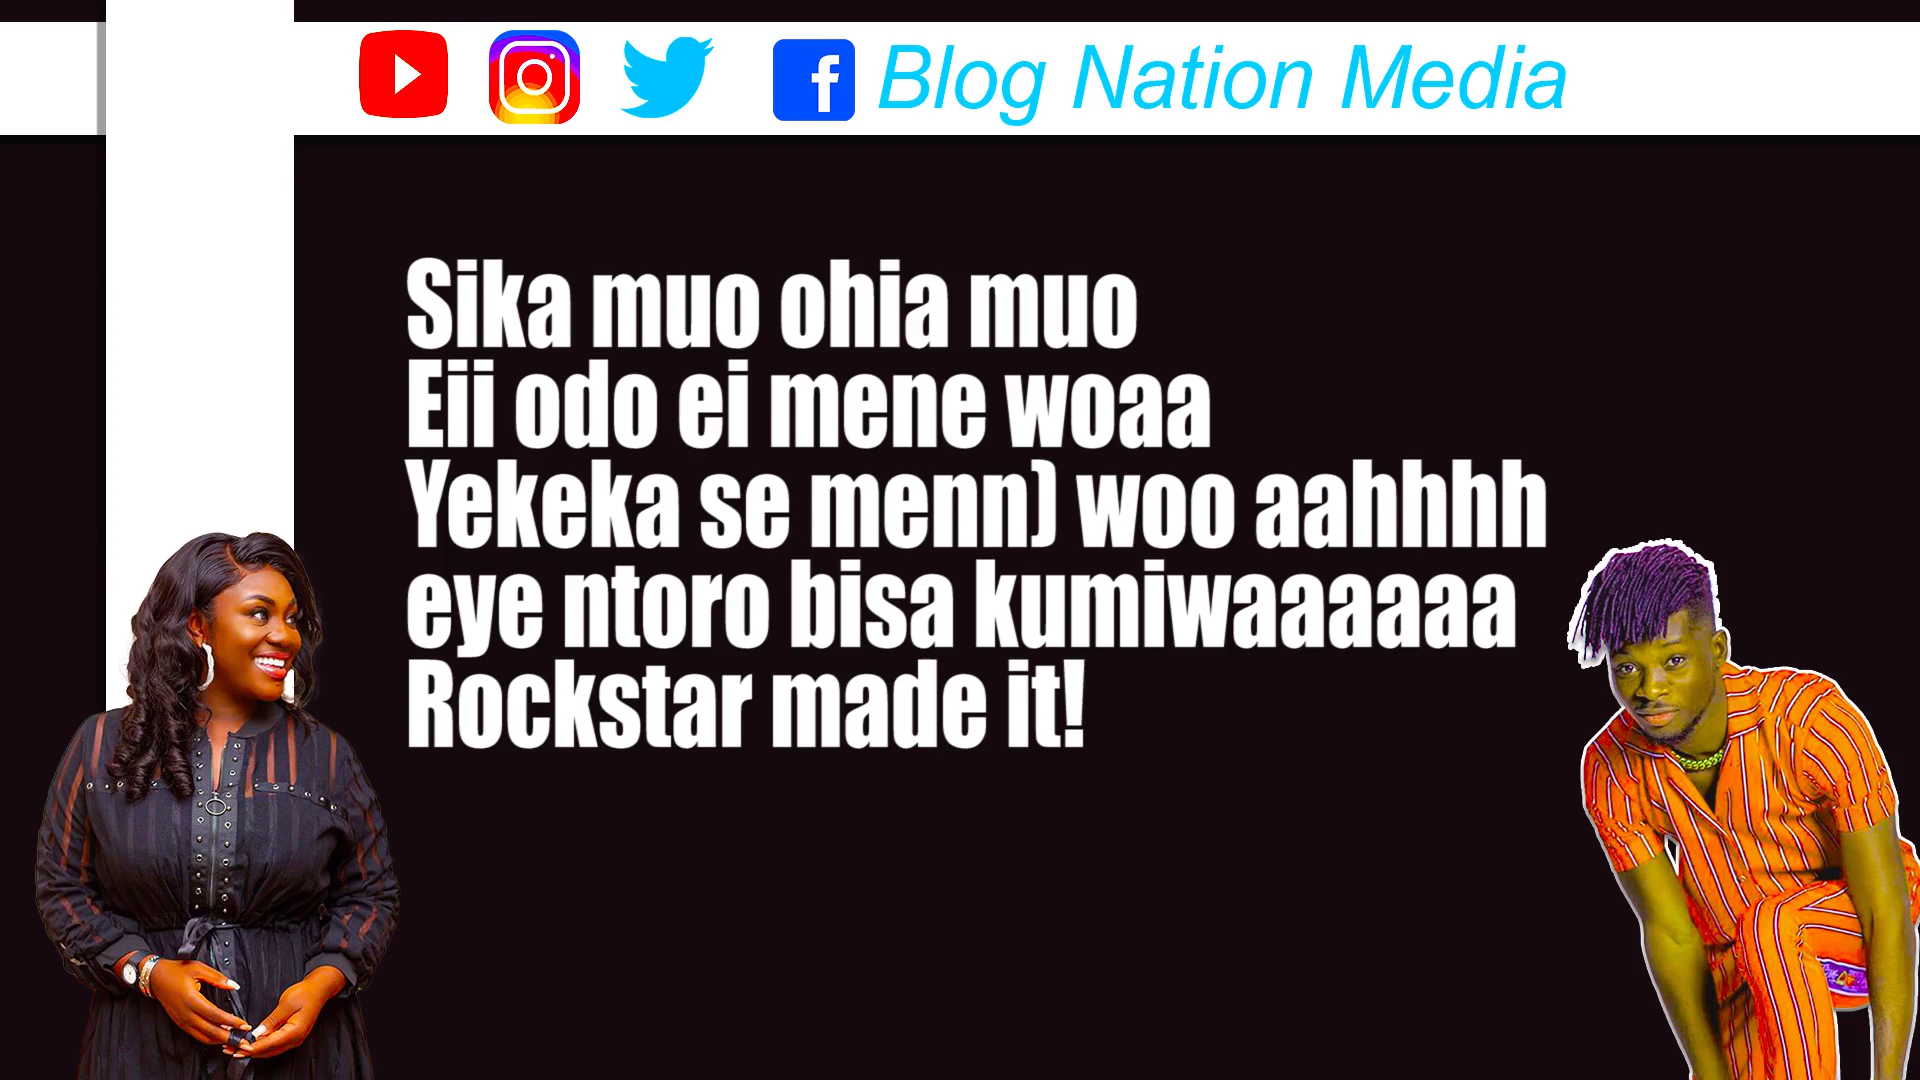 Blog Nation Media
Sika muo ohia muo
Eii odo ei mene woaa
Yekeka se menn) woo aahhhh
eye ntoro bisa kumiwaaaaaa
Rockstar made it!